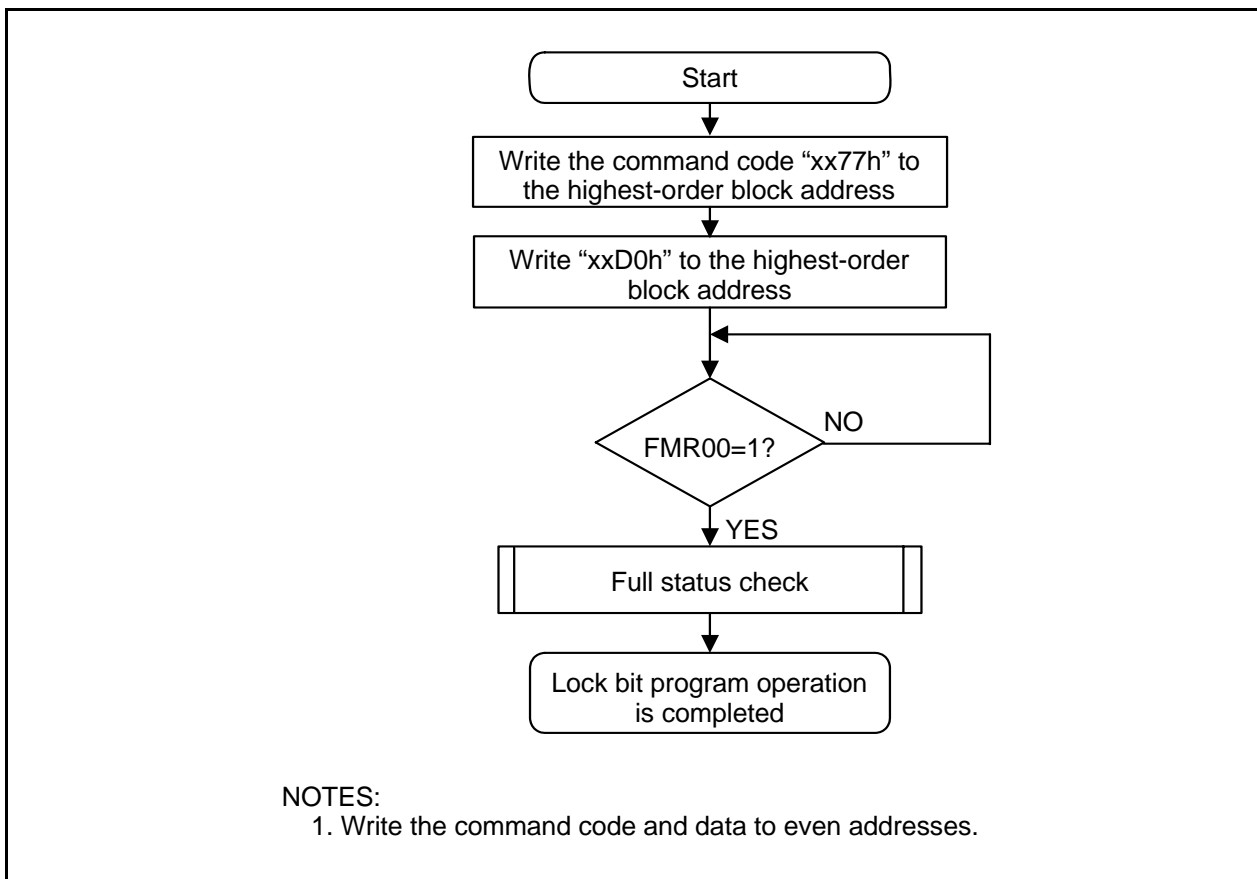 Start
Write the command code “xx77h” to
the highest-order block address
Write “xxD0h” to the highest-order
block address
FMR00=1?
NO
YES
Full status check
Lock bit program operation
is completed
NOTES:
1. Write the command code and data to even addresses.